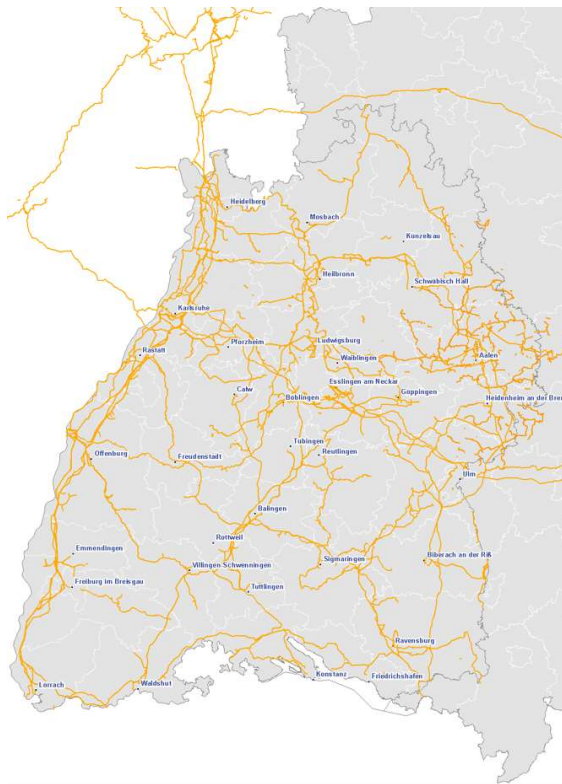 Heidelberg
Mosbach
Künzelsau
Heilbronn
Schwäbisch Hall
Karlsruhe
Pforzheim
Ludwigsburg
Waiblingen
Rastatt
Aalen
Calw
Böblingen
Esslingen am Neckar
Göppingen
Heidenheim an der Bren
Tübingen
Reutlingen
Offenburg
Freudenstadt
Ulm
Balingen
Rottweil
Emmendingen
Villingen-Schwenningen
Sigmaringen
Biberach an der Riß
Freiburg im Breisgau
Tuttlingen
Ravensburg
Lörrach
Waldshut
Konstanz
Friedrichshafen